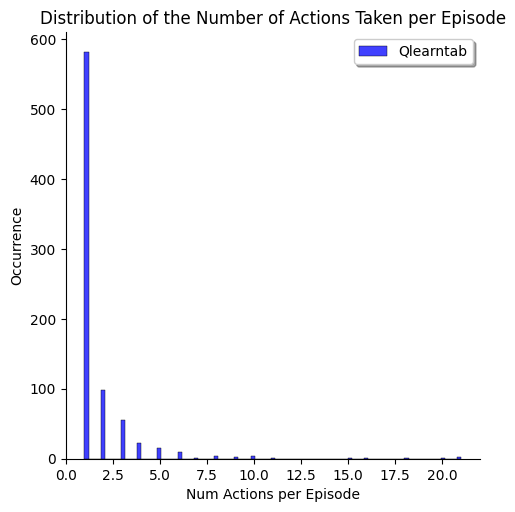 Distribution of the Number of Actions Taken per Episode
Qlearntab
600
500
400
300
200
100
0
Occurrence
0.0 2.5 5.0 7.5 10.0 12.5 15.0 17.5 20.0
Num Actions per Episode